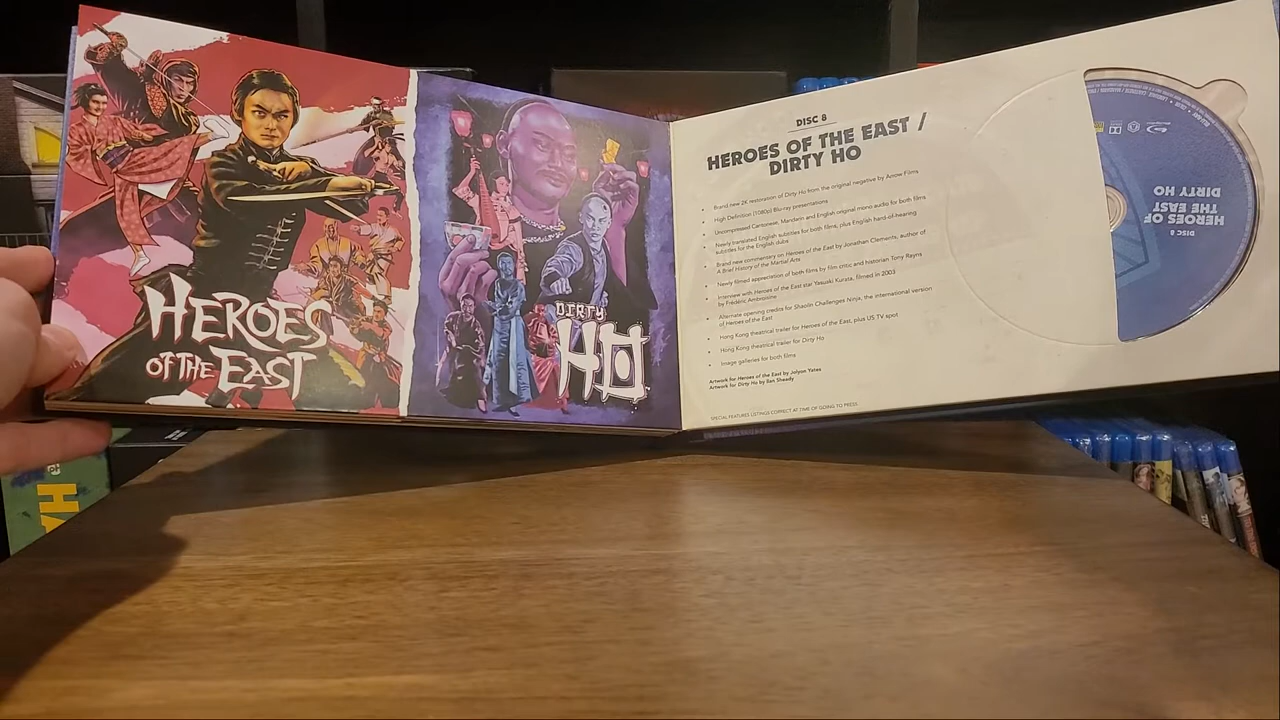 HEROES
OF THE EAST
DIRTY
HO
DISC 8
HEROES OF THE EAST /
DIRTY HO
Brand new 2K restoration of Dirty Ho from the original negative by Arrow Films
High Definition (1080p) Blu-ray presentations
Uncompressed Cantonese, Mandarin and English original mono audio for both films
Newly translated English subtitles for both films, plus English hard-of-hearing
subtitles for the English dubs
Brand new commentary on Heroes of the East by Jonathan Clements, author of
A Brief History of the Martial Arts
Newly filmed appreciation of both films by film critic and historian Tony Rayns
Interview with Heroes of the East star Yasuaki Kurata, filmed in 2003
by Frédéric Ambroisine
Alternate opening credits for Shaolin Challenges Ninja, the international version
of Heroes of the East
Hong Kong theatrical trailer for Heroes of the East, plus US TV spot
Hong Kong theatrical trailer for Dirty Ho
Image galleries for both films
Artwork for Heroes of the East by Jolyon Yates
Artwork for Dirty Ho by Ilan Sheady
SPECIAL FEATURES LISTINGS CORRECT AT TIME OF GOING TO PRESS
DISC 8
HEROES OF
THE EAST
DIRTY HO
HA